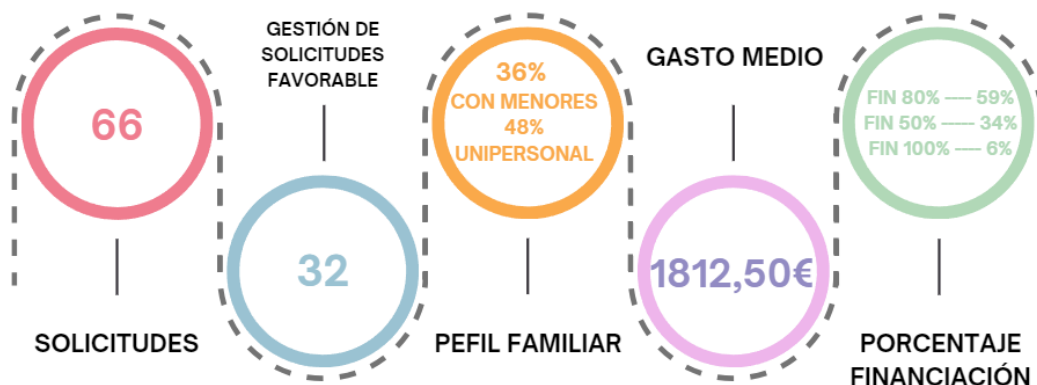 66
SOLICITUDES
GESTIÓN DE
SOLICITUDES
FAVORABLE
32
36%
CON MENORES
48%
UNIPERSONAL
PEFIL FAMILIAR
GASTO MEDIO
1812,50€
FIN 80% ---- 59%
FIN 50% ----- 34%
FIN 100% ---- 6%
PORCENTAJE
FINANCIACIÓN